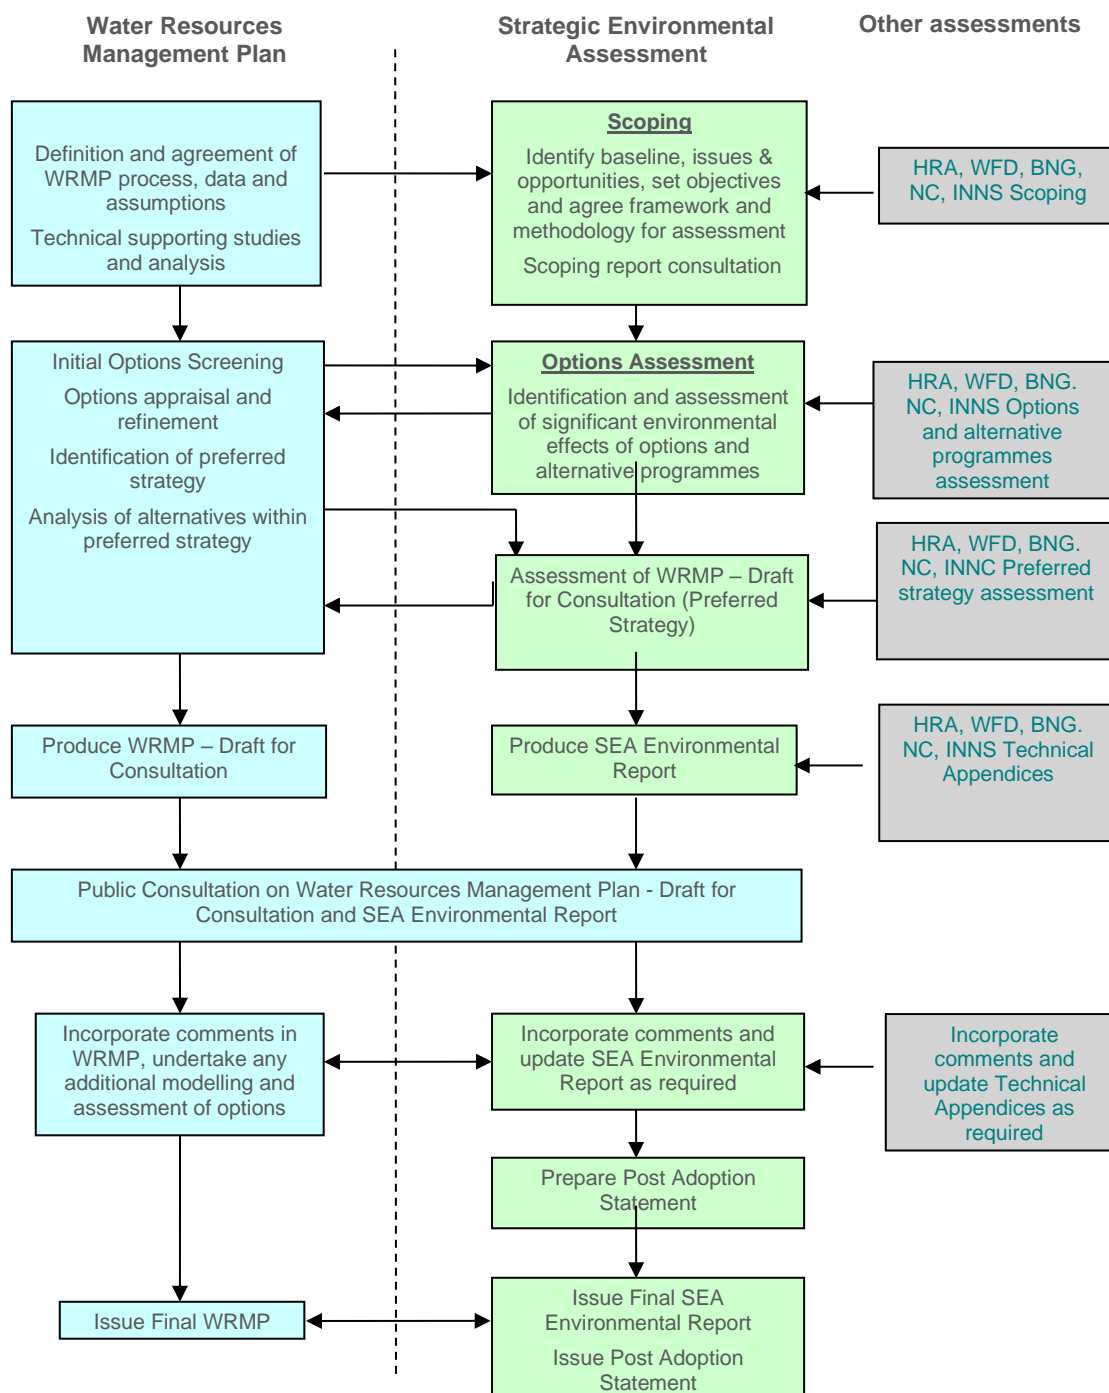 Water Resources
Management Plan
Strategic Environmental
Assessment
Other assessments
Definition and agreement of
WRMP process, data and
assumptions
Technical supporting studies
and analysis
Scoping
Identify baseline, issues &
opportunities, set objectives
and agree framework and
methodology for assessment
Scoping report consultation
HRA, WFD, BNG,
NC, INNS Scoping
Initial Options Screening
Options appraisal and
refinement
Identification of preferred
strategy
Analysis of alternatives within
preferred strategy
Options Assessment
Identification and assessment
of significant environmental
effects of options and
alternative programmes
HRA, WFD, BNG.
NC, INNS Options
and alternative
programmes
assessment
Assessment of WRMP – Draft
for Consultation (Preferred
Strategy)
HRA, WFD, BNG.
NC, INNC Preferred
strategy assessment
Produce WRMP – Draft for
Consultation
Produce SEA Environmental
Report
HRA, WFD, BNG.
NC, INNS Technical
Appendices
Public Consultation on Water Resources Management Plan - Draft for
Consultation and SEA Environmental Report
Incorporate comments in
WRMP, undertake any
additional modelling and
assessment of options
Incorporate comments and
update SEA Environmental
Report as required
Incorporate
comments and
update Technical
Appendices as
required
Prepare Post Adoption
Statement
Issue Final WRMP
Issue Final SEA
Environmental Report
Issue Post Adoption
Statement